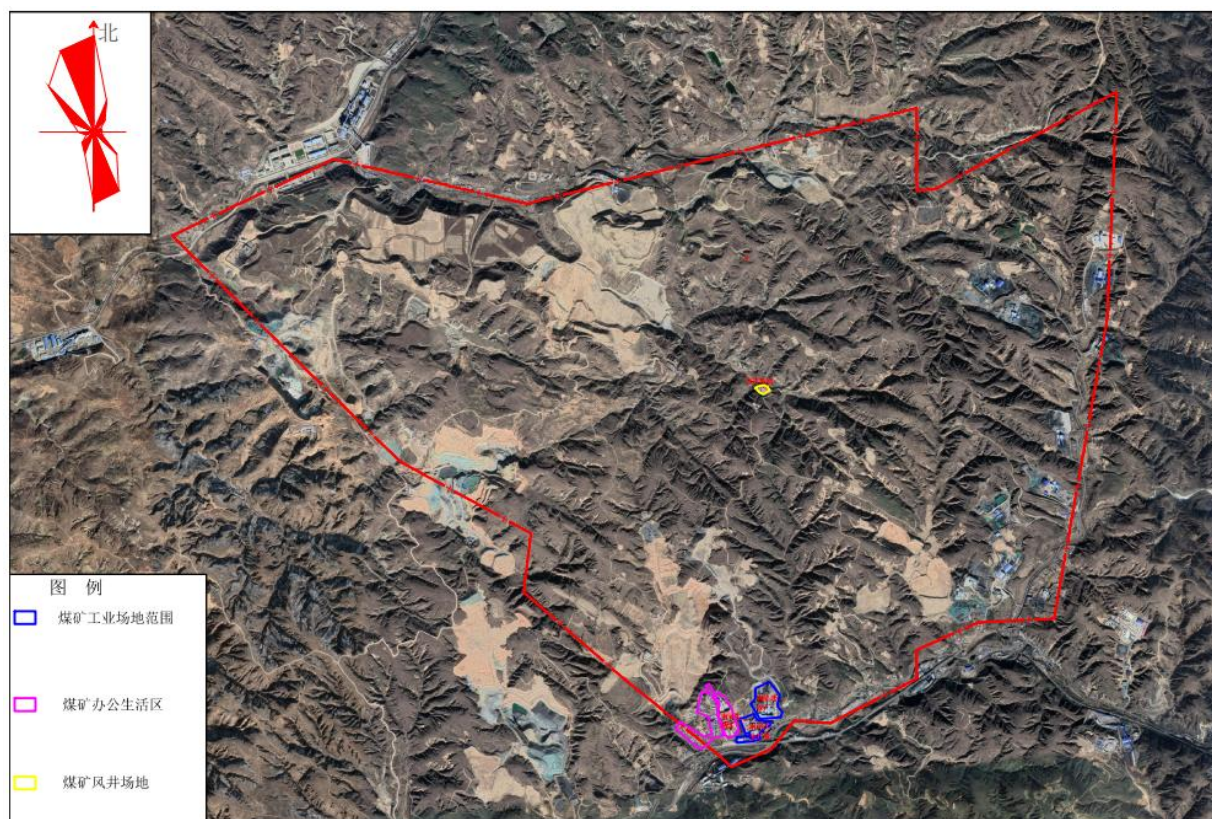 北
图 例
煤矿工业场地范围
煤矿办公生活区
煤矿风井场地